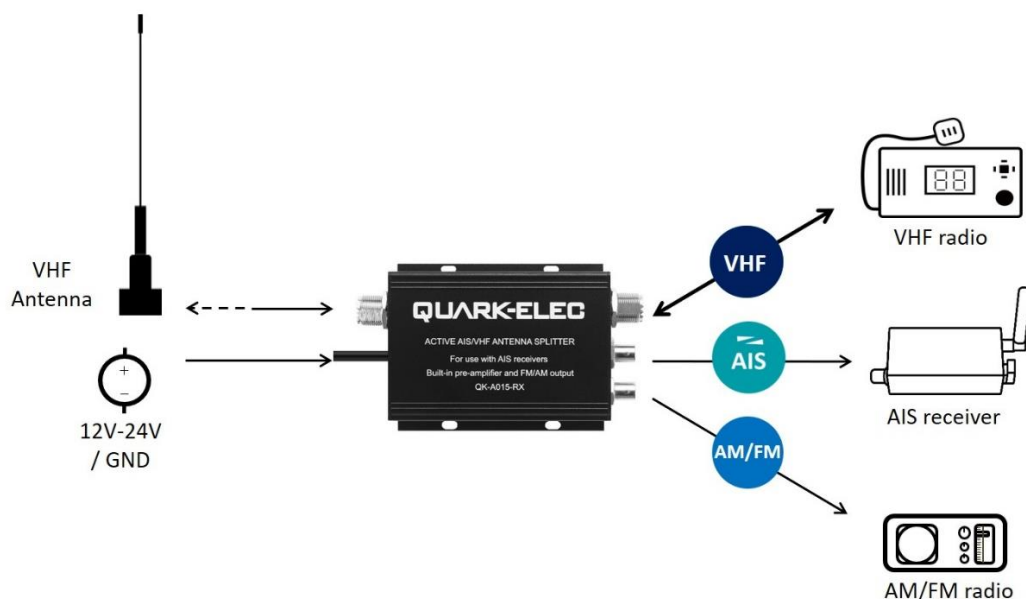 VHF
Antenna
12V-24V
/ GND
+
−
QUARK-ELEC
ACTIVE AIS/VHF ANTENNA SPLITTER
For use with AIS receivers
Built-in pre-amplifier and FM/AM output
QK-A015-RX
VHF
AIS
AM/FM
88
VHF radio
AIS receiver
AM/FM radio